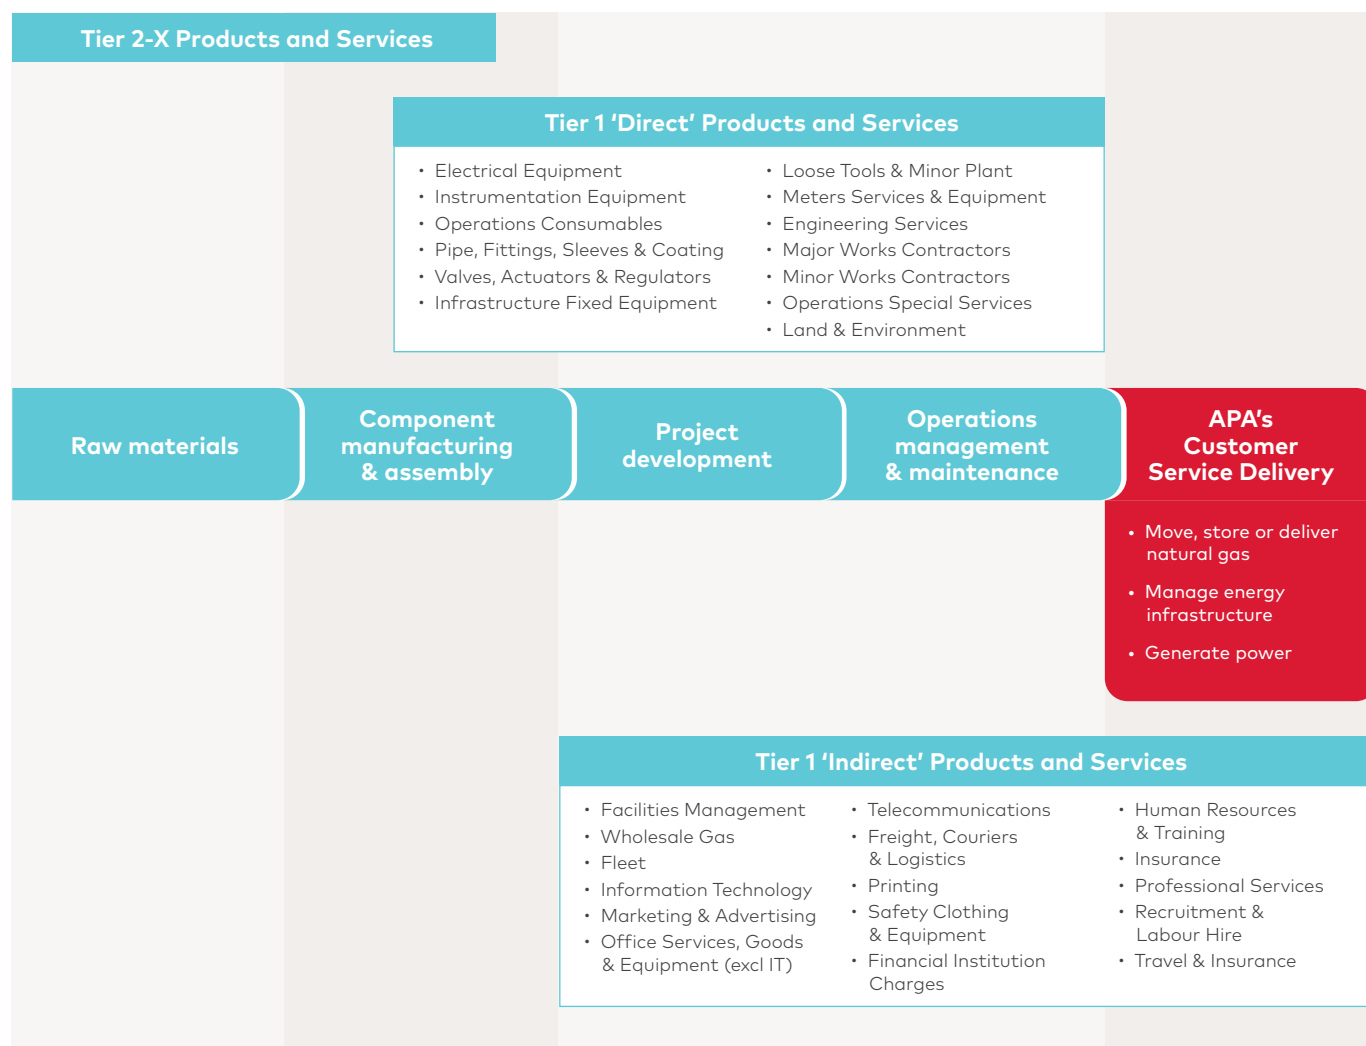 Tier 2-X Products and Services
Tier 1 ‘Direct’ Products and Services
• Electrical Equipment
• Instrumentation Equipment
• Operations Consumables
• Pipe, Fittings, Sleeves & Coating
• Valves, Actuators & Regulators
• Infrastructure Fixed Equipment
• Loose Tools & Minor Plant
• Meters Services & Equipment
• Engineering Services
• Major Works Contractors
• Minor Works Contractors
• Operations Special Services
• Land & Environment
Raw materials
Component
manufacturing
& assembly
Project
development
Operations
management
& maintenance
APA’s
Customer
Service Delivery
• Move, store or deliver
natural gas
• Manage energy
infrastructure
• Generate power
Tier 1 ‘Indirect’ Products and Services
• Facilities Management
• Wholesale Gas
• Fleet
• Information Technology
• Marketing & Advertising
• Office Services, Goods
& Equipment (excl IT)
• Telecommunications
• Freight, Couriers
& Logistics
• Printing
• Safety Clothing
& Equipment
• Financial Institution
Charges
• Human Resources
& Training
• Insurance
• Professional Services
• Recruitment &
Labour Hire
• Travel & Insurance